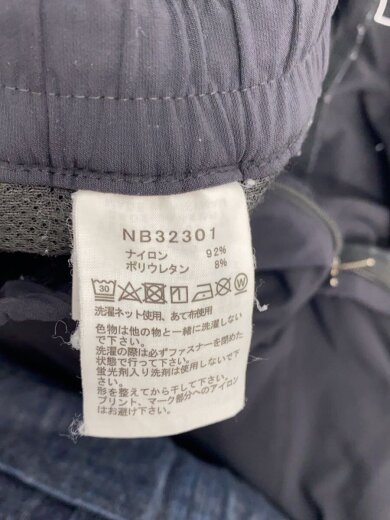 NB32301
ナイロン 92%
ポリウレタン 8%
30
洗濯ネット使用、あて布使用
色物は他の物と一緒に洗濯しない
で下さい。
洗濯の際は必ずファスナーを閉めた
状態で行って下さい。
蛍光剤入り洗剤は使用しないで下
さい。
形を整えてから干して下さい。
プリント、マーク部分へのアイロン
はお避け下さい。